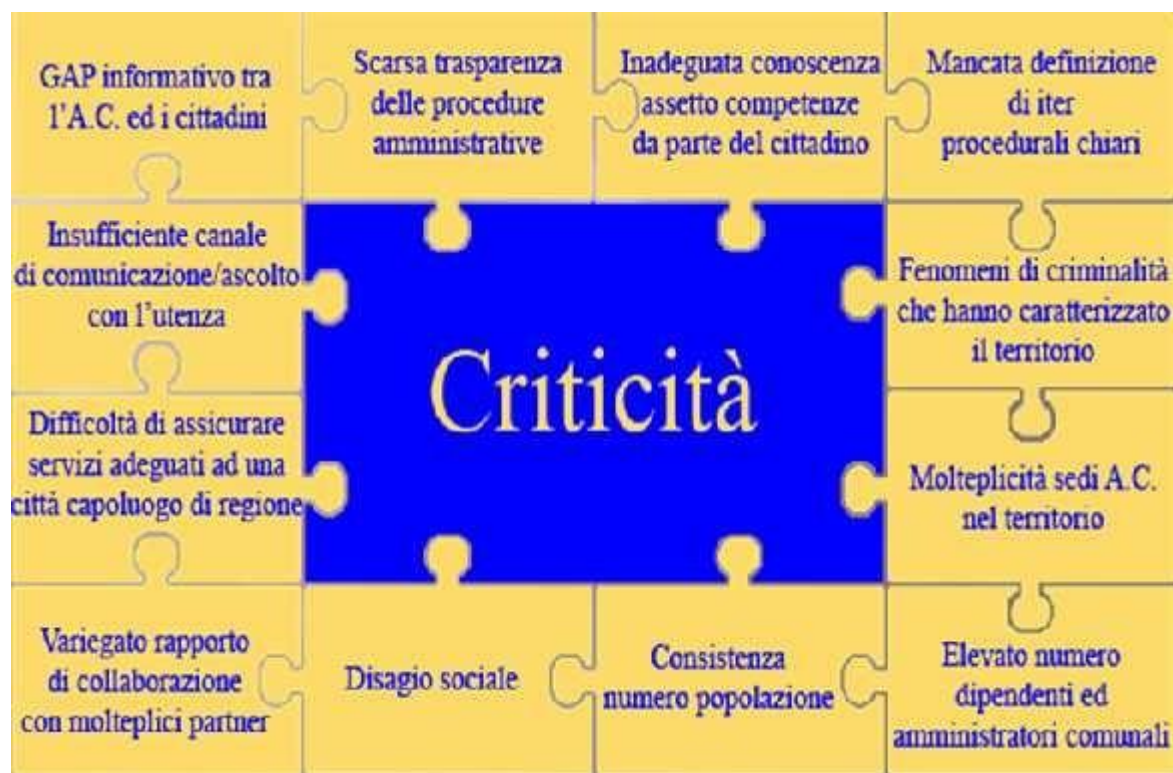 GAP informativo tra
l'A.C. ed i cittadini
Scarsa trasparenza
delle procedure
amministrative
Inadeguata conoscenza
assetto competenze
da parte del cittadino
Mancata definizione
di iter
procedurali chiari
Insufficiente canale
di comunicazione/ascolto
con l'utenza
Criticità
Fenomeni di criminalità
che hanno caratterizzato
il territorio
Difficoltà di assicurare
servizi adeguati ad una
città capoluogo di regione
Molteplicità sedi A.C.
nel territorio
Variegato rapporto
di collaborazione
con molteplici partner
Disagio sociale
Consistenza
numero popolazione
Elevato numero
dipendenti ed
amministratori comunali